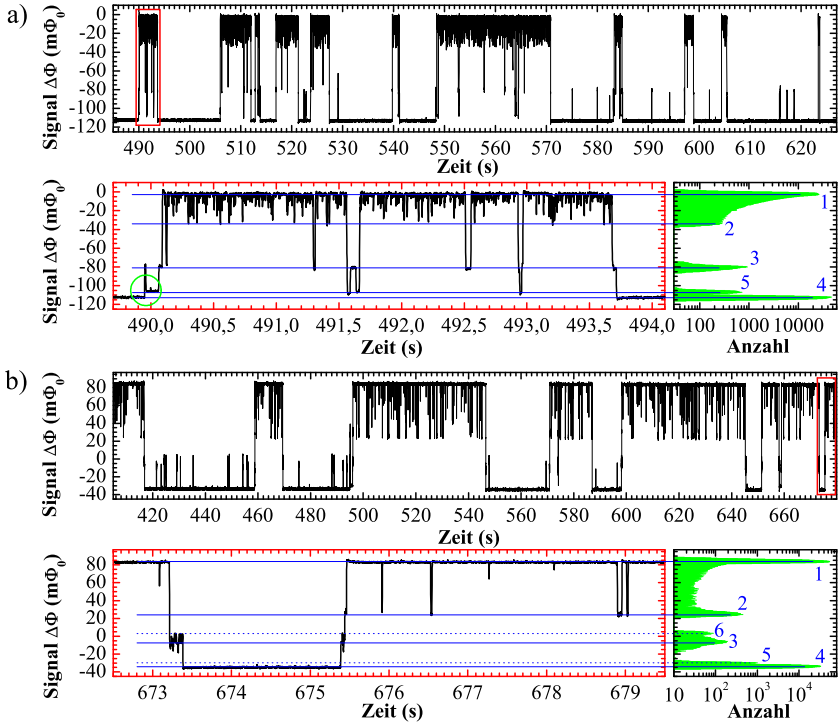 a)
Signal ΔΦ (mΦ₀)
0
-20
-40
-60
-80
-100
-120
490 500 510 520 530 540 550 560 570 580 590 600 610 620
Zeit (s)
Signal ΔΦ (mΦ₀)
0
-20
-40
-60
-80
-100
-120
1
2
3
5
4
490,0 490,5 491,0 491,5 492,0 492,5 493,0 493,5 494,0
100 1000 10000
Zeit (s)
Anzahl
b)
Signal ΔΦ (mΦ₀)
80
60
40
20
0
-20
-40
420 440 460 480 500 520 540 560 580 600 620 640 660
Zeit (s)
Signal ΔΦ (mΦ₀)
80
60
40
20
0
-20
-40
1
2
6
3
5
4
673 674 675 676 677 678 679
10 10² 10³ 10⁴
Zeit (s)
Anzahl